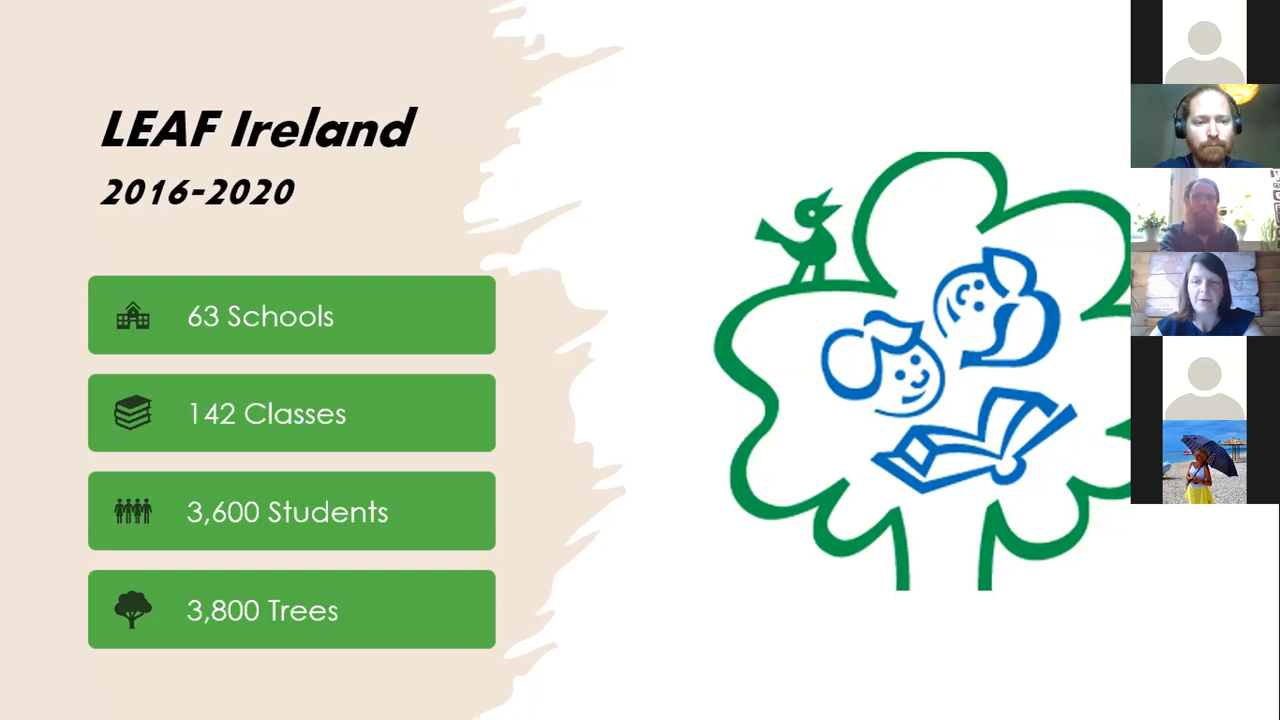 LEAF Ireland
2016-2020
63 Schools
142 Classes
3,600 Students
3,800 Trees